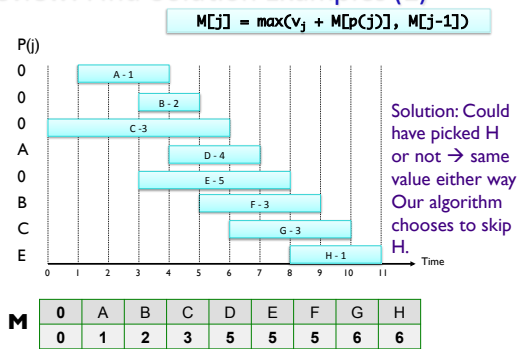 M[j] = max(vj + M[p(j)], M[j-1])
P(j)
0
A - 1
0
B - 2
0
C -3
A
D - 4
0
E - 5
B
F - 3
C
G - 3
E
H - 1
Solution: Could
have picked H
or not → same
value either way
Our algorithm
chooses to skip
H.
Time
0 1 2 3 4 5 6 7 8 9 10 11
M
0 A B C D E F G H
0 1 2 3 5 5 5 6 6